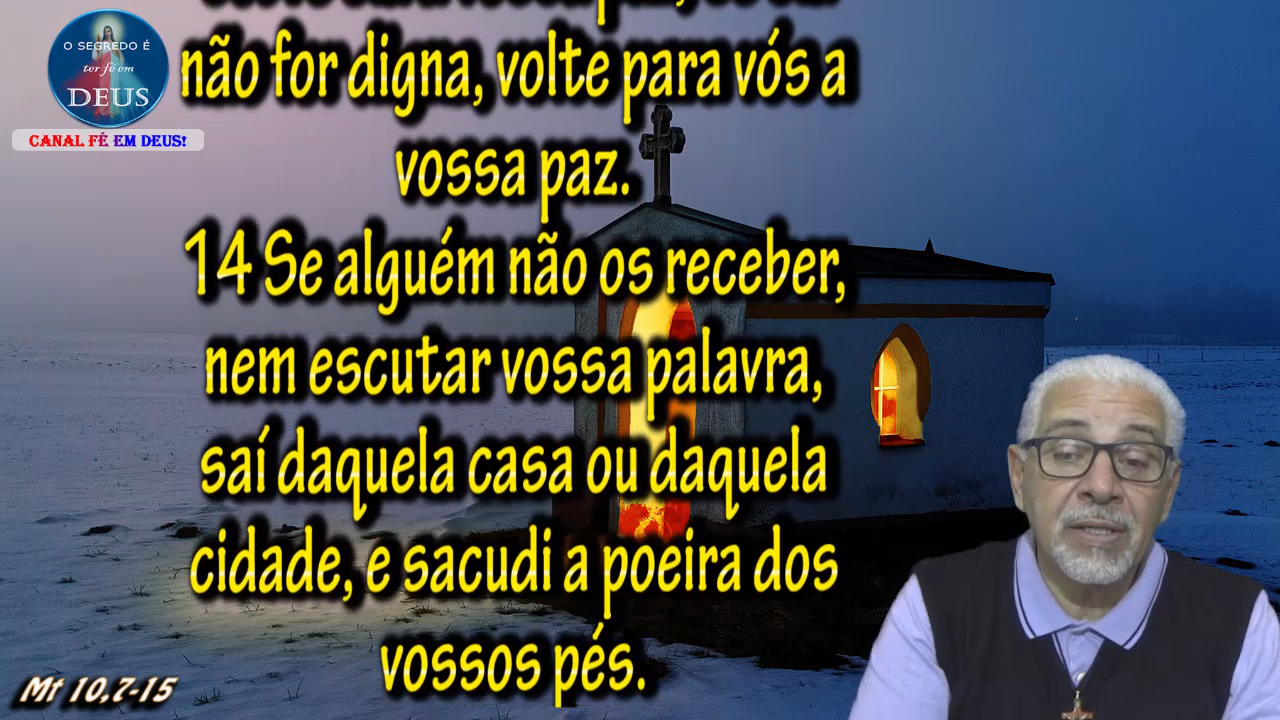 O SEGREDO É
ter fé em
DEUS
CANAL FÉ EM DEUS!
não for digna, volte para vós a
vossa paz.
14 Se alguém não os receber,
nem escutar vossa palavra,
saí daquela casa ou daquela
cidade, e sacudi a poeira dos
vossos pés.
Mt 10,7-15